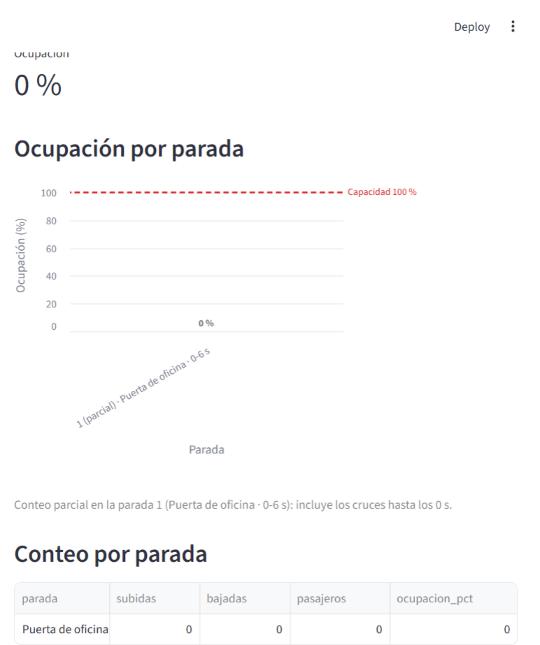 Deploy
Ocupación
0 %
Ocupación por parada
100
Capacidad 100 %
80
60
40
20
0
Ocupación (%)
0 %
1 (parcial) · Puerta de oficina · 0-6 s
Parada
Conteo parcial en la parada 1 (Puerta de oficina · 0-6 s): incluye los cruces hasta los 0 s.
Conteo por parada
parada subidas bajadas pasajeros ocupacion_pct
Puerta de oficina 0 0 0 0